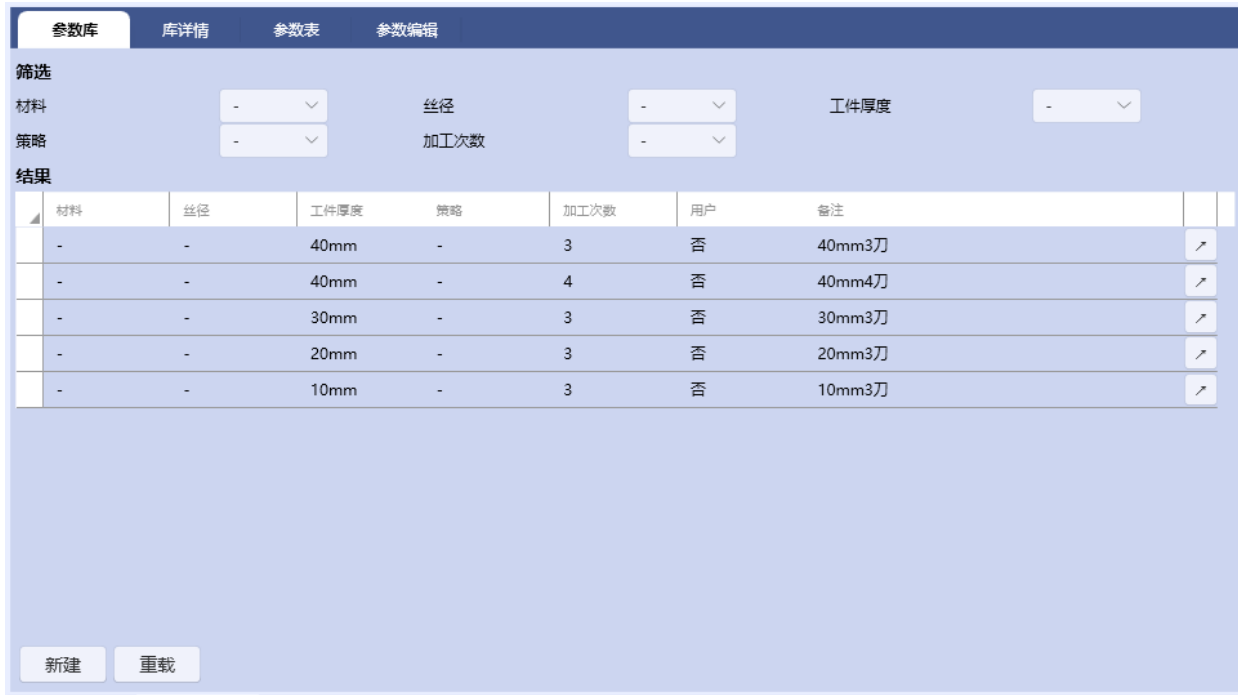 参数库 库详情 参数表 参数编辑
筛选
材料 - 丝径 - 工件厚度 -
策略 - 加工次数 -
结果
材料 丝径 工件厚度 策略 加工次数 用户 备注
- - 40mm - 3 否 40mm3刀
- - 40mm - 4 否 40mm4刀
- - 30mm - 3 否 30mm3刀
- - 20mm - 3 否 20mm3刀
- - 10mm - 3 否 10mm3刀
新建 重载